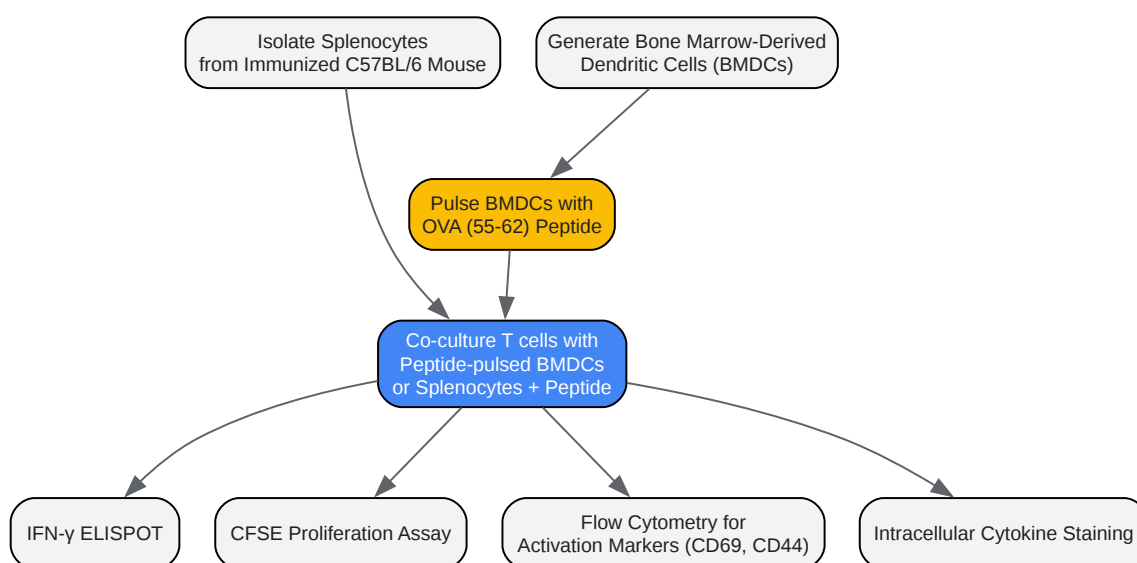 Isolate Splenocytes
from Immunized C57BL/6 Mouse
Generate Bone Marrow-Derived
Dendritic Cells (BMDCs)
Pulse BMDCs with
OVA (55-62) Peptide
Co-culture T cells with
Peptide-pulsed BMDCs
or Splenocytes + Peptide
IFN-γ ELISPOT
CFSE Proliferation Assay
Flow Cytometry for
Activation Markers (CD69, CD44)
Intracellular Cytokine Staining